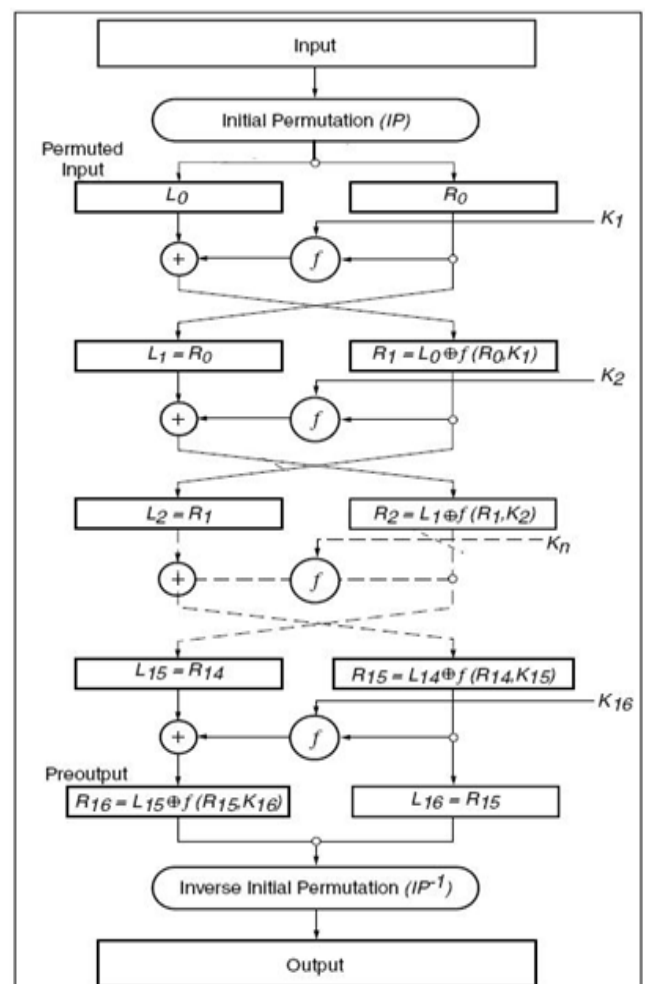 Input
Initial Permutation (IP)
Permuted
Input
L0
R0
K1
+
f
L1 = R0
R1 = L0⊕f(R0,K1)
K2
+
f
L2 = R1
R2 = L1⊕f(R1,K2)
Kn
+
f
L15 = R14
R15 = L14⊕f(R14,K15)
K16
+
f
Preoutput
R16 = L15⊕f(R15,K16)
L16 = R15
Inverse Initial Permutation (IP-1)
Output